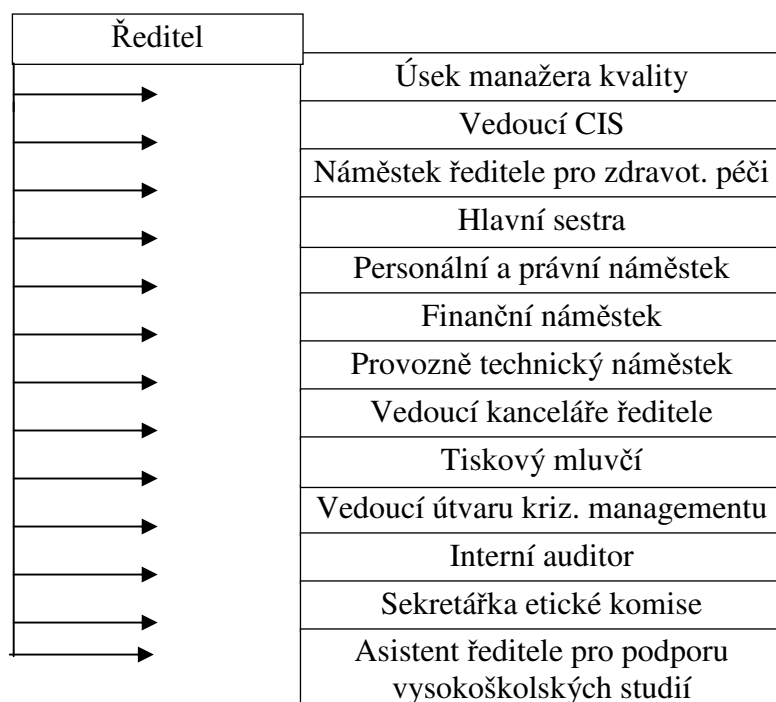 Ředitel
Úsek manažera kvality
Vedoucí CIS
Náměstek ředitele pro zdravot. péči
Hlavní sestra
Personální a právní náměstek
Finanční náměstek
Provozně technický náměstek
Vedoucí kanceláře ředitele
Tiskový mluvčí
Vedoucí útvaru kriz. managementu
Interní auditor
Sekretářka etické komise
Asistent ředitele pro podporu
vysokoškolských studií